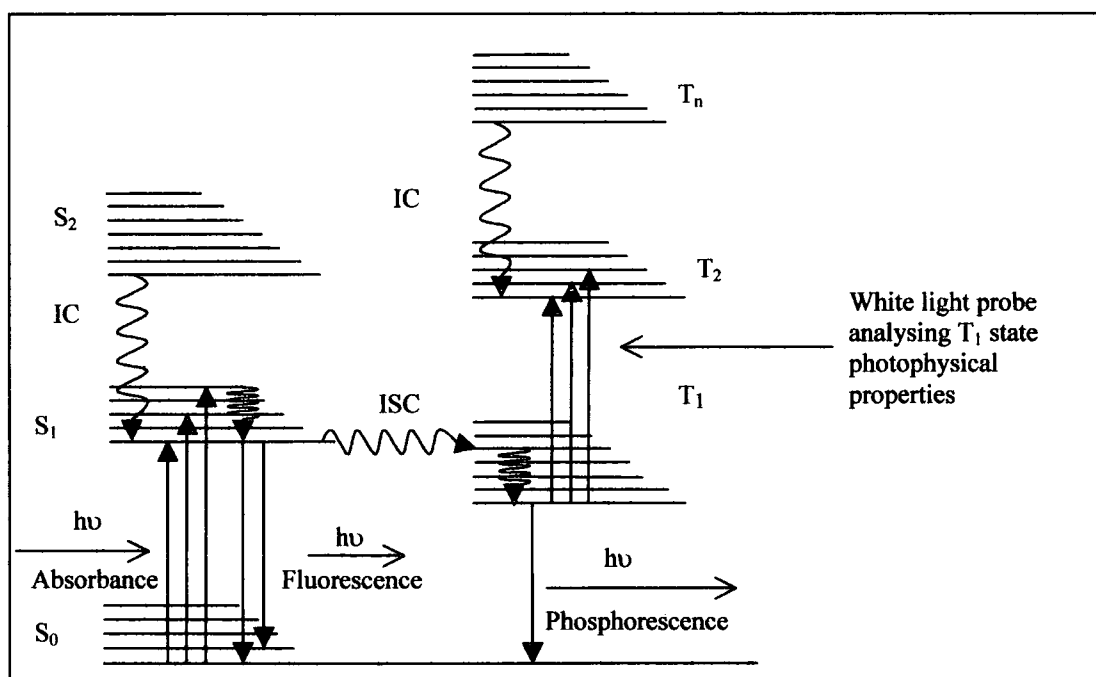 Tₙ
IC
S₂
T₂
IC
White light probe
analysing T₁ state
photophysical
properties
T₁
ISC
S₁
hυ
hυ
hυ
Absorbance
Fluorescence
Phosphorescence
S₀